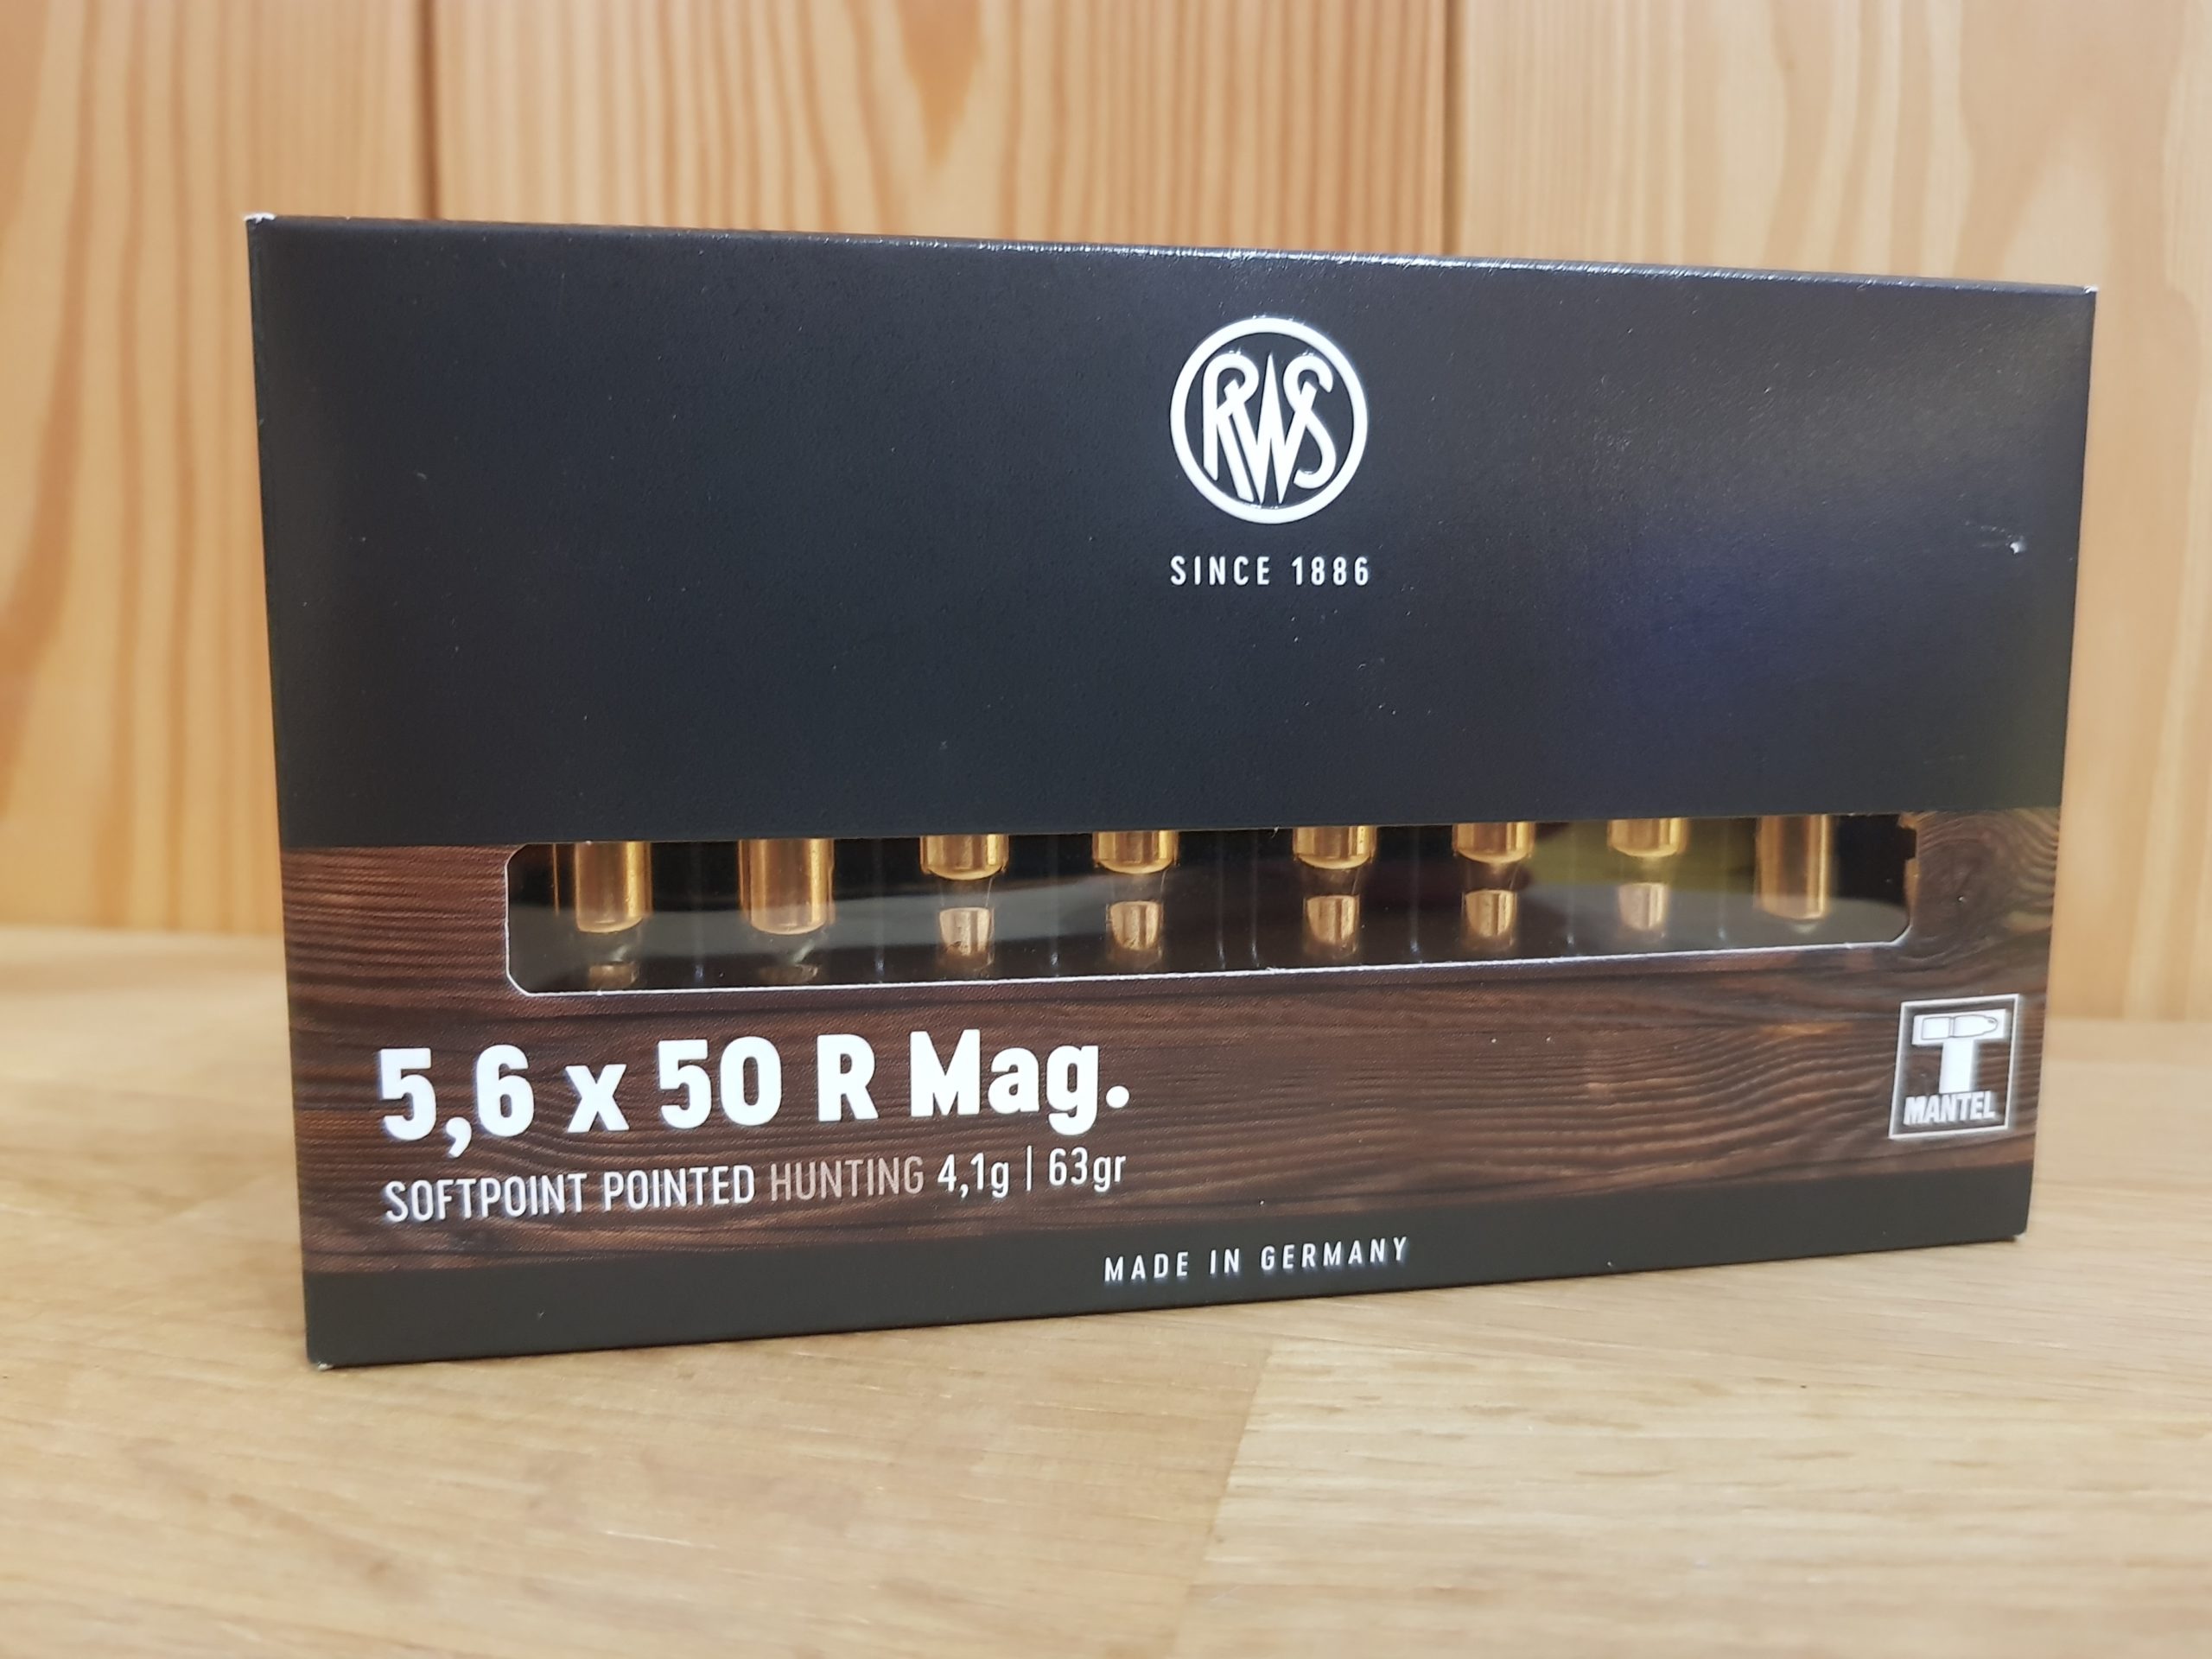 RWS
SINCE 1886
5,6 x 50 R Mag.
SOFTPOINT POINTED HUNTING 4,1g | 63gr
T
MANTEL
MADE IN GERMANY